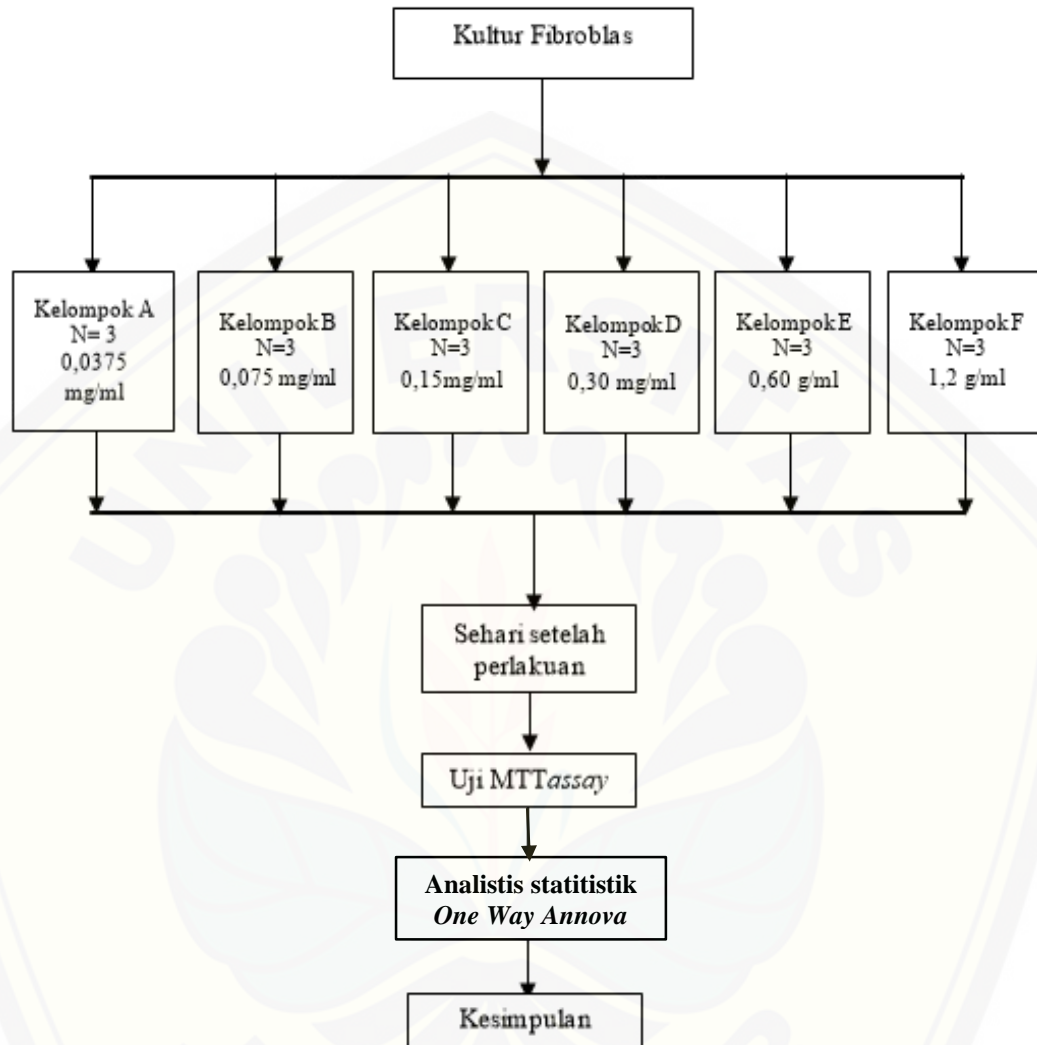 Kultur Fibroblas
Kelompok A
N= 3
0,0375
mg/ml
Kelompok B
N=3
0,075 mg/ml
Kelompok C
N=3
0,15mg/ml
Kelompok D
N=3
0,30 mg/ml
Kelompok E
N=3
0,60 g/ml
Kelompok F
N=3
1,2 g/ml
UNIVERSITAS
Sehari setelah
perlakuan
Uji MTTassay
Analistis statitistik
One Way Annova
Kesimpulan